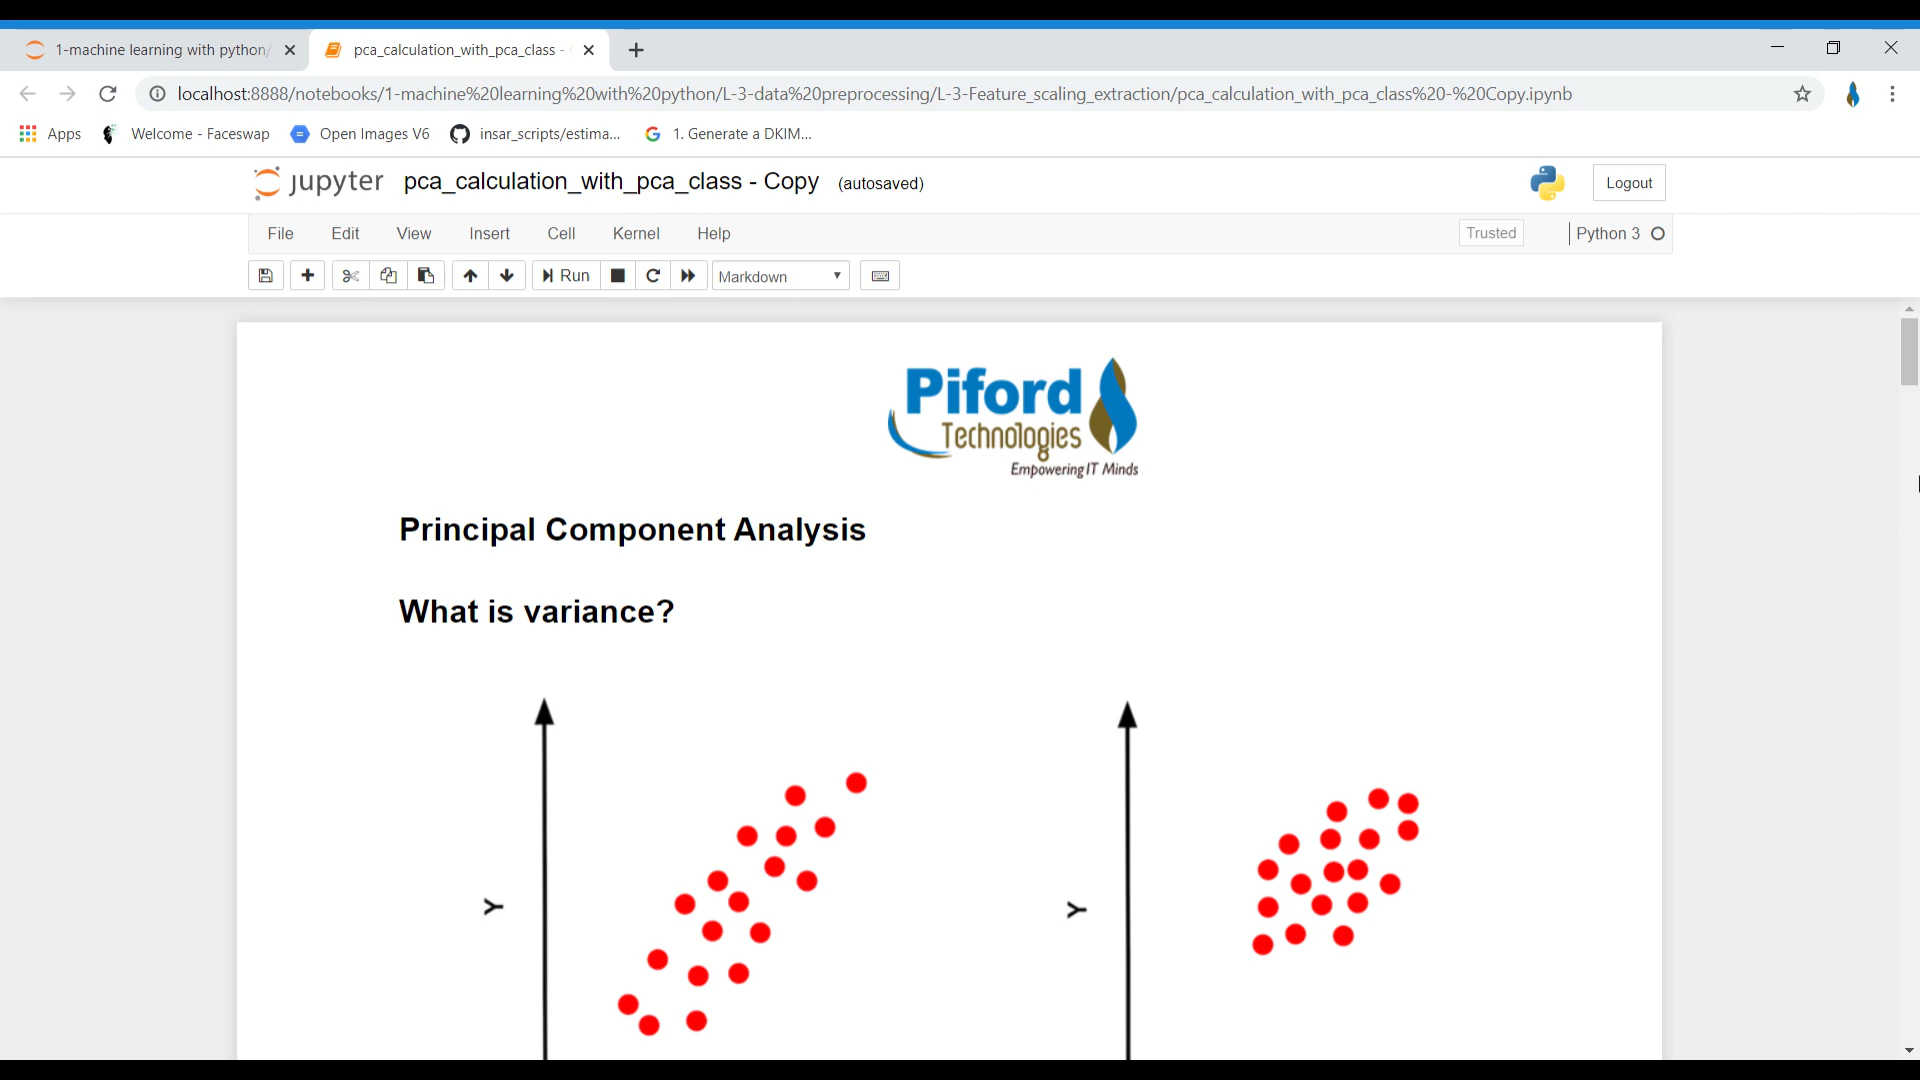 1-machine learning with python/
pca_calculation_with_pca_class -
localhost:8888/notebooks/1-machine%20learning%20with%20python/L-3-data%20preprocessing/L-3-Feature_scaling_extraction/pca_calculation_with_pca_class%20-%20Copy.ipynb
Apps Welcome - Faceswap Open Images V6 insar_scripts/estima... 1. Generate a DKIM...
jupyter pca_calculation_with_pca_class - Copy (autosaved) Logout
File Edit View Insert Cell Kernel Help Trusted Python 3
Run Markdown
Piford
Technologies
Empowering IT Minds
Principal Component Analysis
What is variance?
Y Y